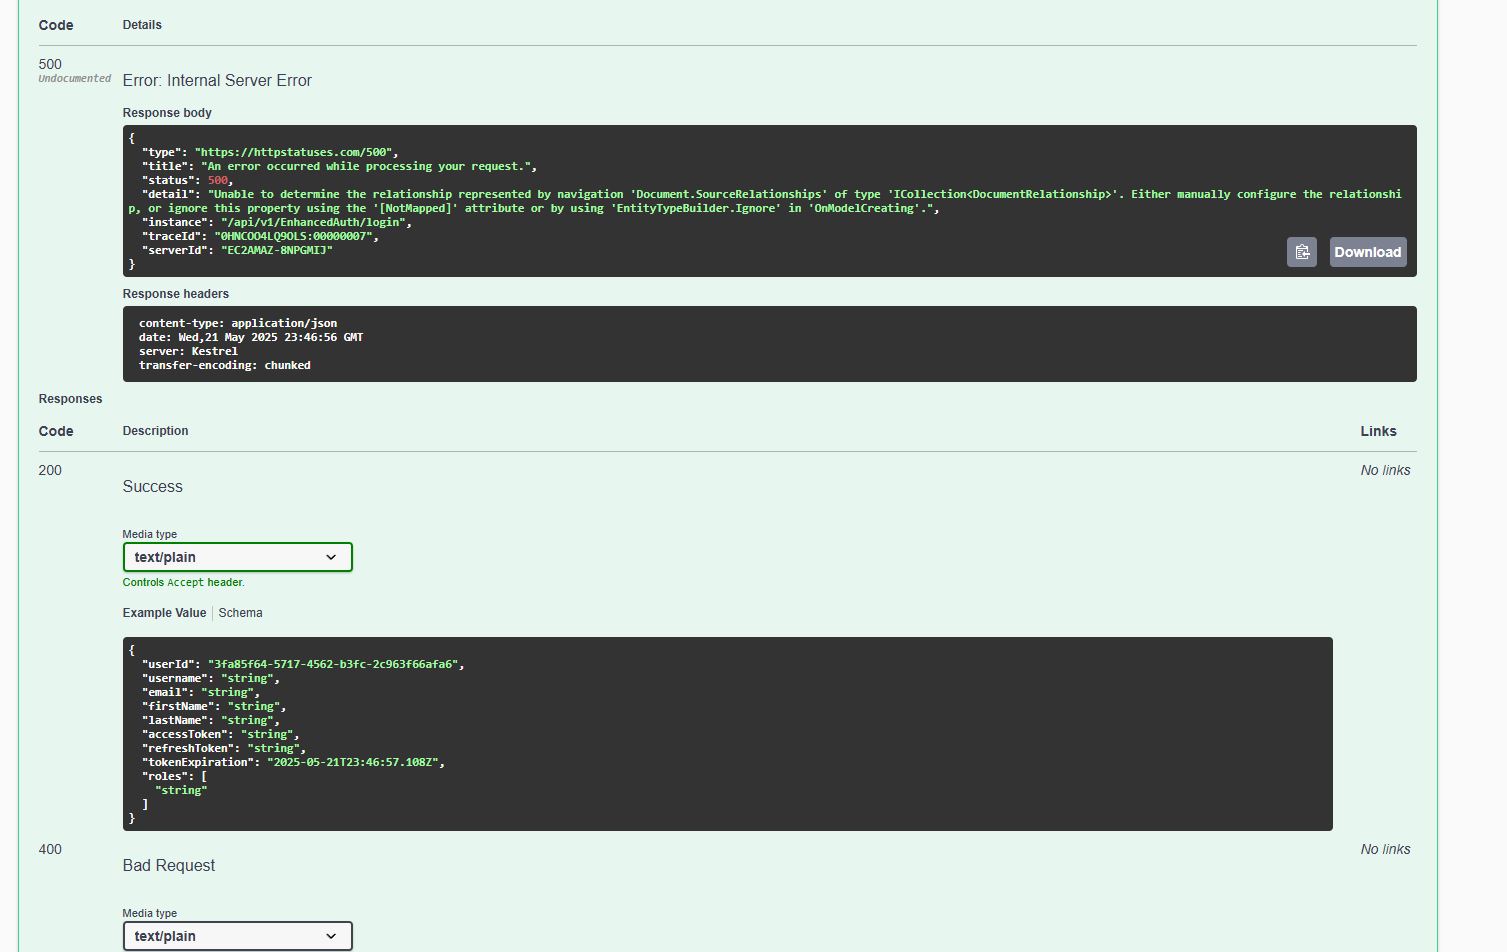 Code Details
500
Undocumented
Error: Internal Server Error
Response body
{
  "type": "https://httpstatuses.com/500",
  "title": "An error occurred while processing your request.",
  "status": 500,
  "detail": "Unable to determine the relationship represented by navigation 'Document.SourceRelationships' of type 'ICollection<DocumentRelationship>'. Either manually configure the relationshi
p, or ignore this property using the '[NotMapped]' attribute or by using 'EntityTypeBuilder.Ignore' in 'OnModelCreating'.",
  "instance": "/api/v1/EnhancedAuth/login",
  "traceId": "0HNCOO4LQ9OLS:00000007",
  "serverId": "EC2AMAZ-8NPGMIJ"
}
Download
Response headers
content-type: application/json
date: Wed,21 May 2025 23:46:56 GMT
server: Kestrel
transfer-encoding: chunked
Responses
Code Description Links
200 No links
Success
Media type
text/plain
Controls Accept header.
Example Value Schema
{
  "userId": "3fa85f64-5717-4562-b3fc-2c963f66afa6",
  "username": "string",
  "email": "string",
  "firstName": "string",
  "lastName": "string",
  "accessToken": "string",
  "refreshToken": "string",
  "tokenExpiration": "2025-05-21T23:46:57.108Z",
  "roles": [
    "string"
  ]
}
400 No links
Bad Request
Media type
text/plain